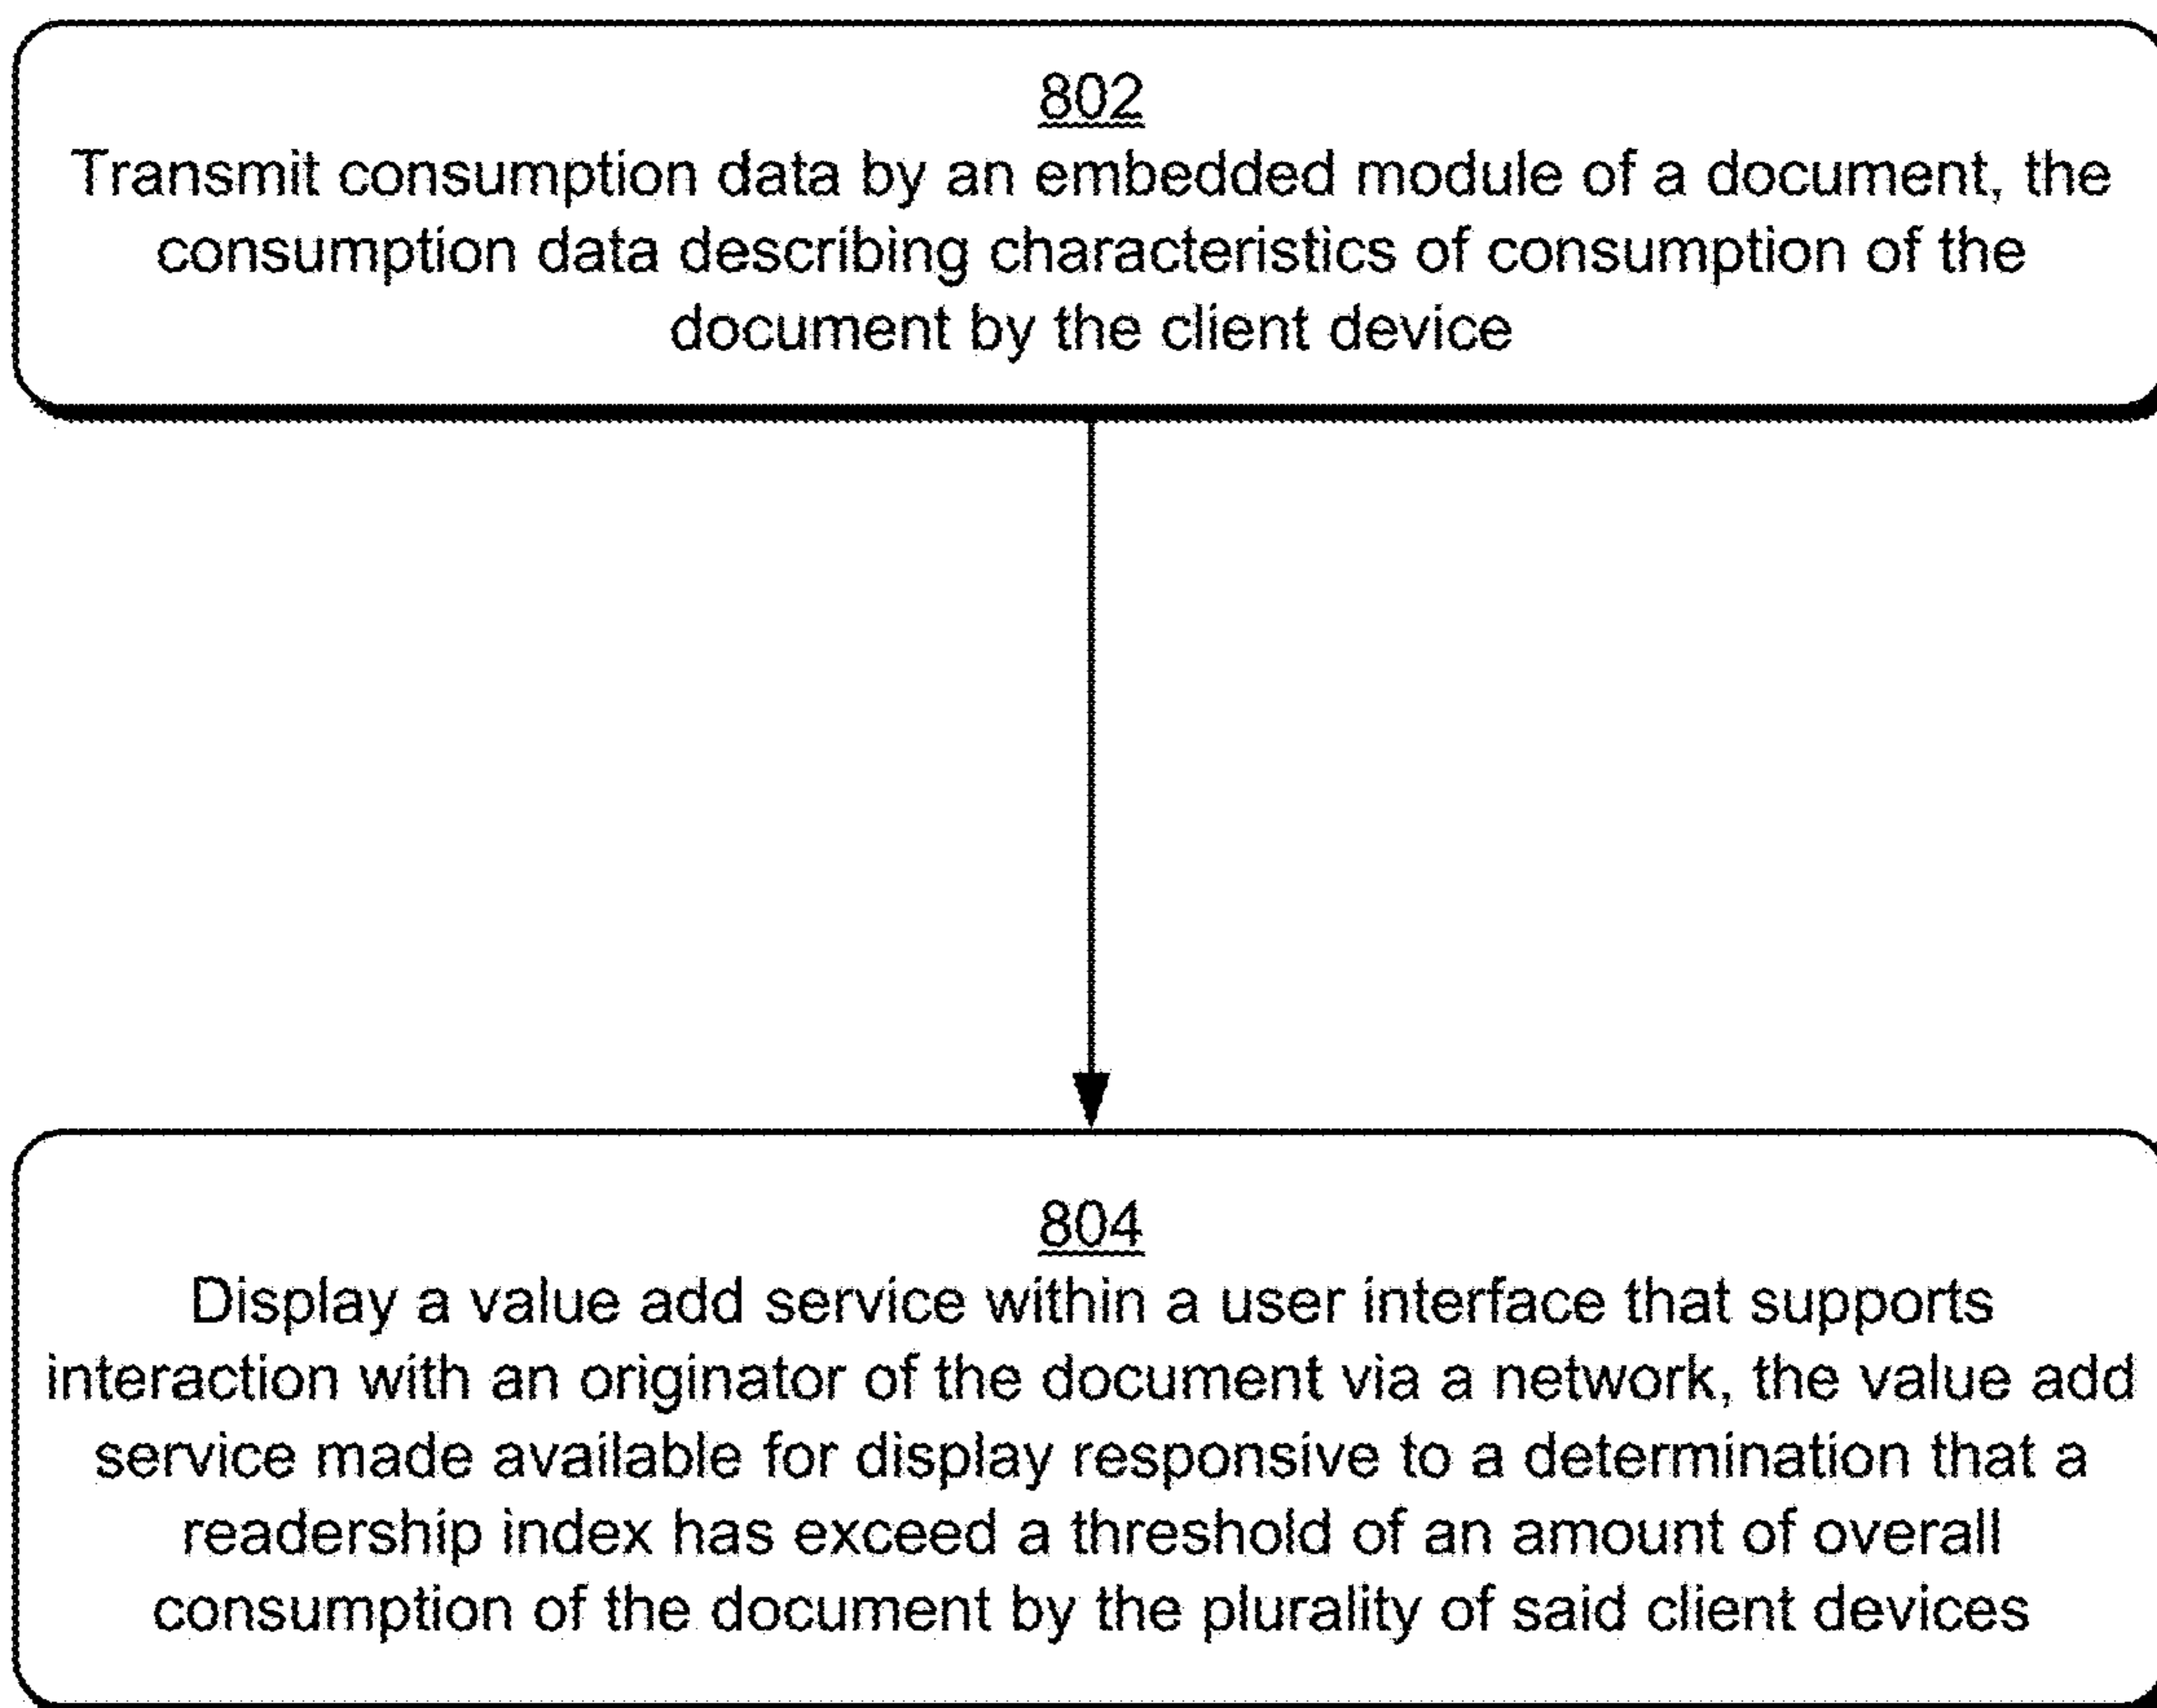 802
Transmit consumption data by an embedded module of a document, the
consumption data describing characteristics of consumption of the
document by the client device
804
Display a value add service within a user interface that supports
interaction with an originator of the document via a network, the value add
service made available for display responsive to a determination that a
readership index has exceed a threshold of an amount of overall
consumption of the document by the plurality of said client devices